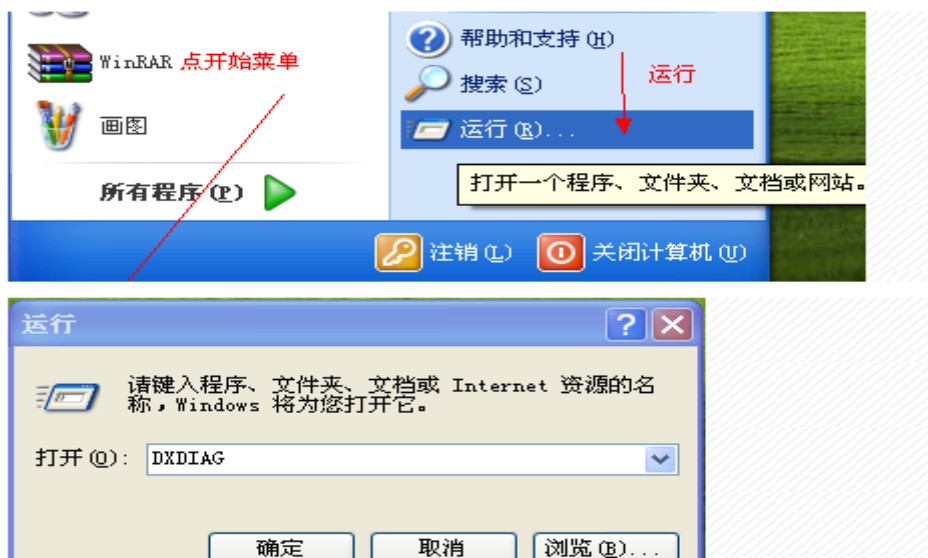 帮助和支持(H)
WinRAR 点开始菜单
搜索(S)
运行
画图
运行(R)...
打开一个程序、文件夹、文档或网站。
所有程序(P)
注销(L)
关闭计算机(U)
运行
请键入程序、文件夹、文档或 Internet 资源的名
称，Windows 将为您打开它。
打开(O): DXDIAG
确定
取消
浏览(B)...